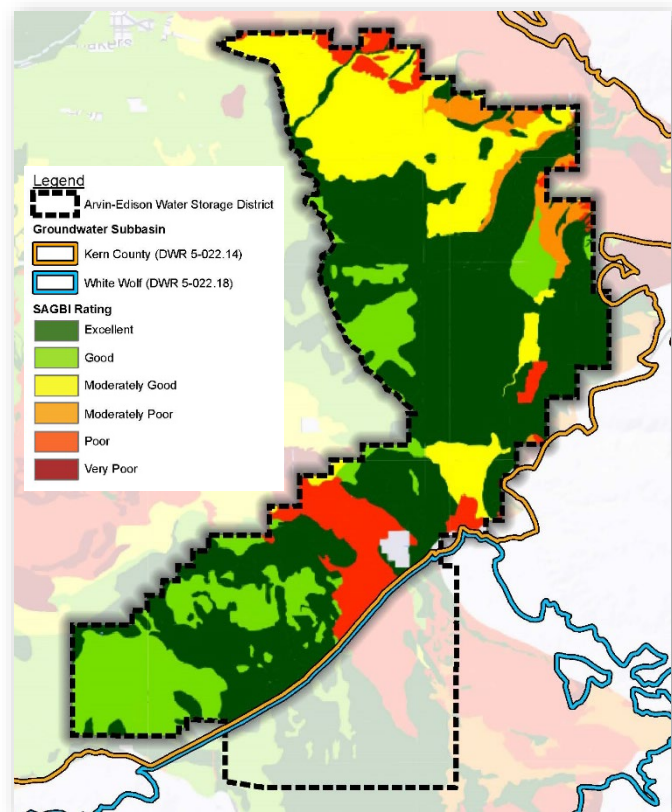 Legend
Arvin-Edison Water Storage District
Groundwater Subbasin
Kern County (DWR 5-022.14)
White Wolf (DWR 5-022.18)
SAGBI Rating
Excellent
Good
Moderately Good
Moderately Poor
Poor
Very Poor